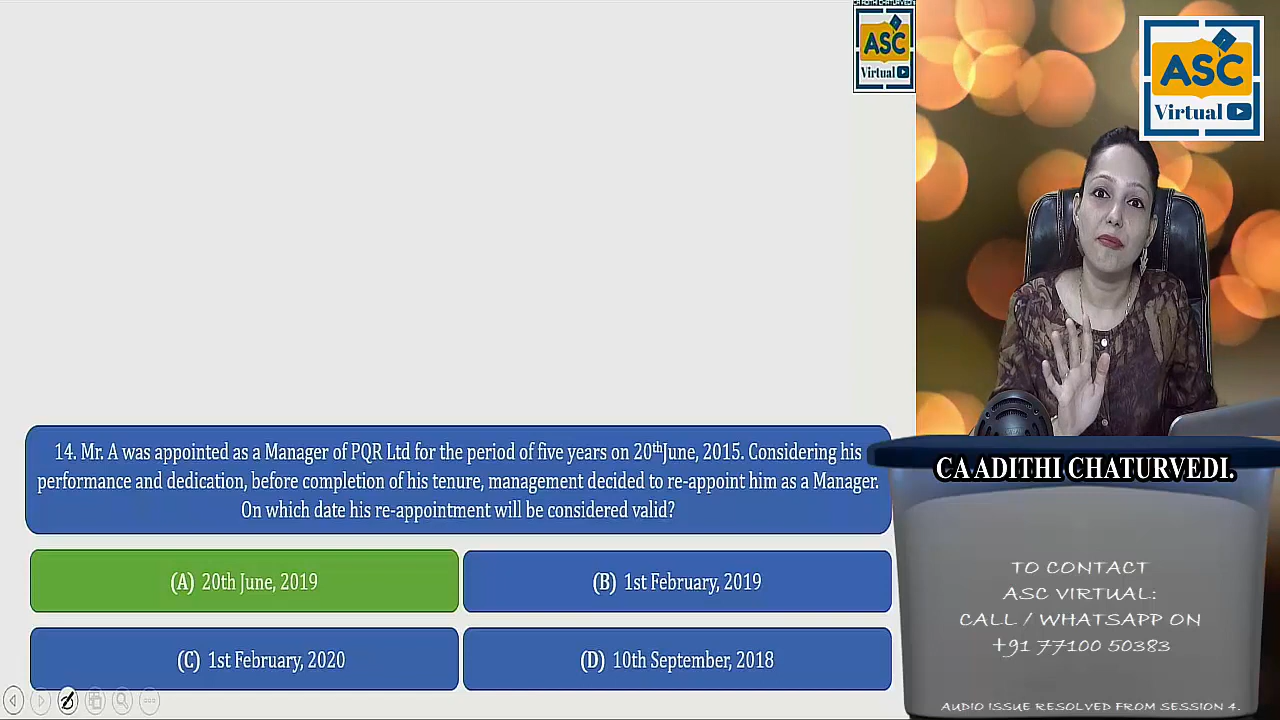 CA ADITHI CHATURVEDI
ASC
Virtual
ASC
Virtual
14. Mr. A was appointed as a Manager of PQR Ltd for the period of five years on 20thJune, 2015. Considering his
performance and dedication, before completion of his tenure, management decided to re-appoint him as a Manager.
On which date his re-appointment will be considered valid?
(A) 20th June, 2019
(B) 1st February, 2019
(C) 1st February, 2020
(D) 10th September, 2018
CA ADITHI CHATURVEDI.
TO CONTACT
ASC VIRTUAL:
CALL / WHATSAPP ON
+91 77100 50383
AUDIO ISSUE RESOLVED FROM SESSION 4.